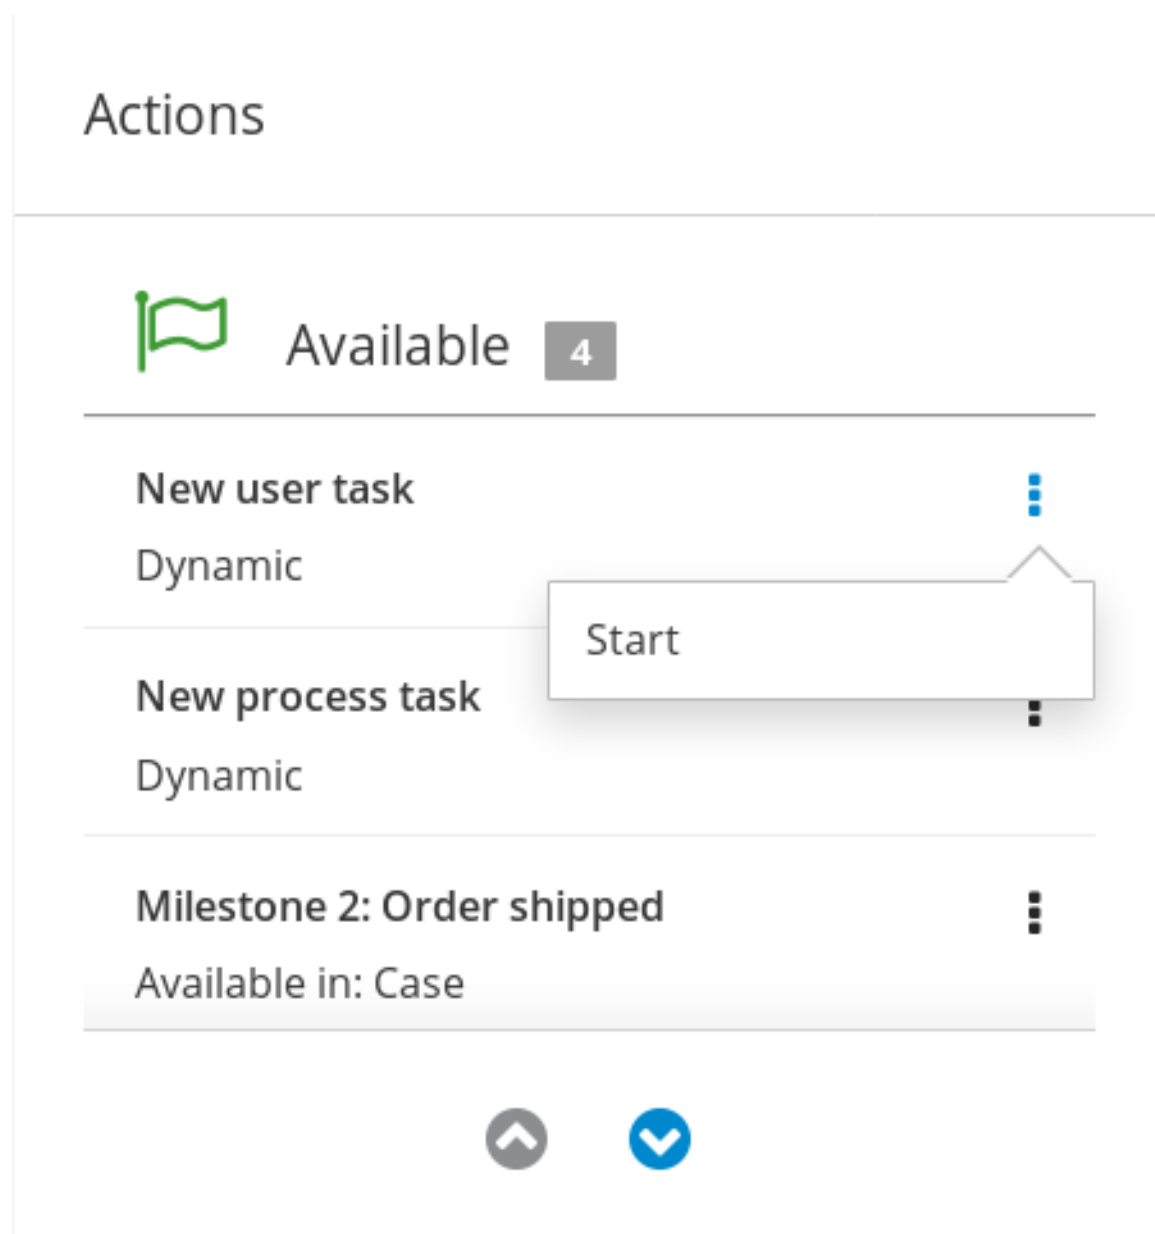 Actions
Available 4
New user task
Dynamic
Start
New process task
Dynamic
Milestone 2: Order shipped
Available in: Case